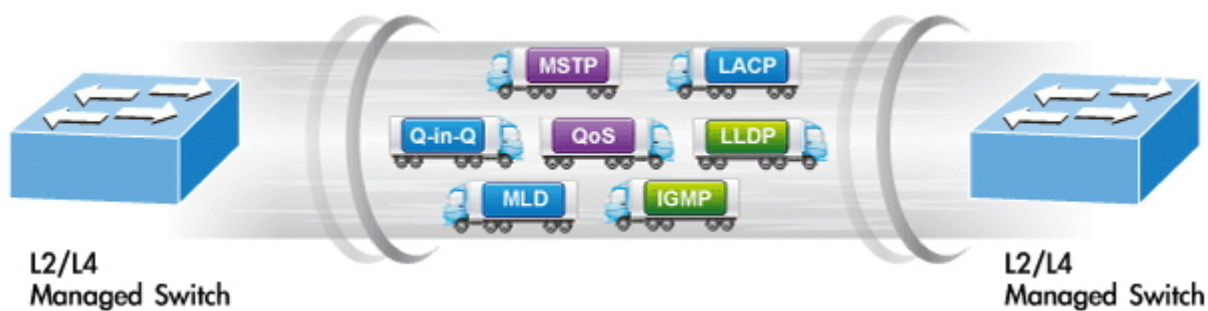 MSTP
LACP
Q-in-Q
QoS
LLDP
MLD
IGMP
L2/L4
Managed Switch
L2/L4
Managed Switch